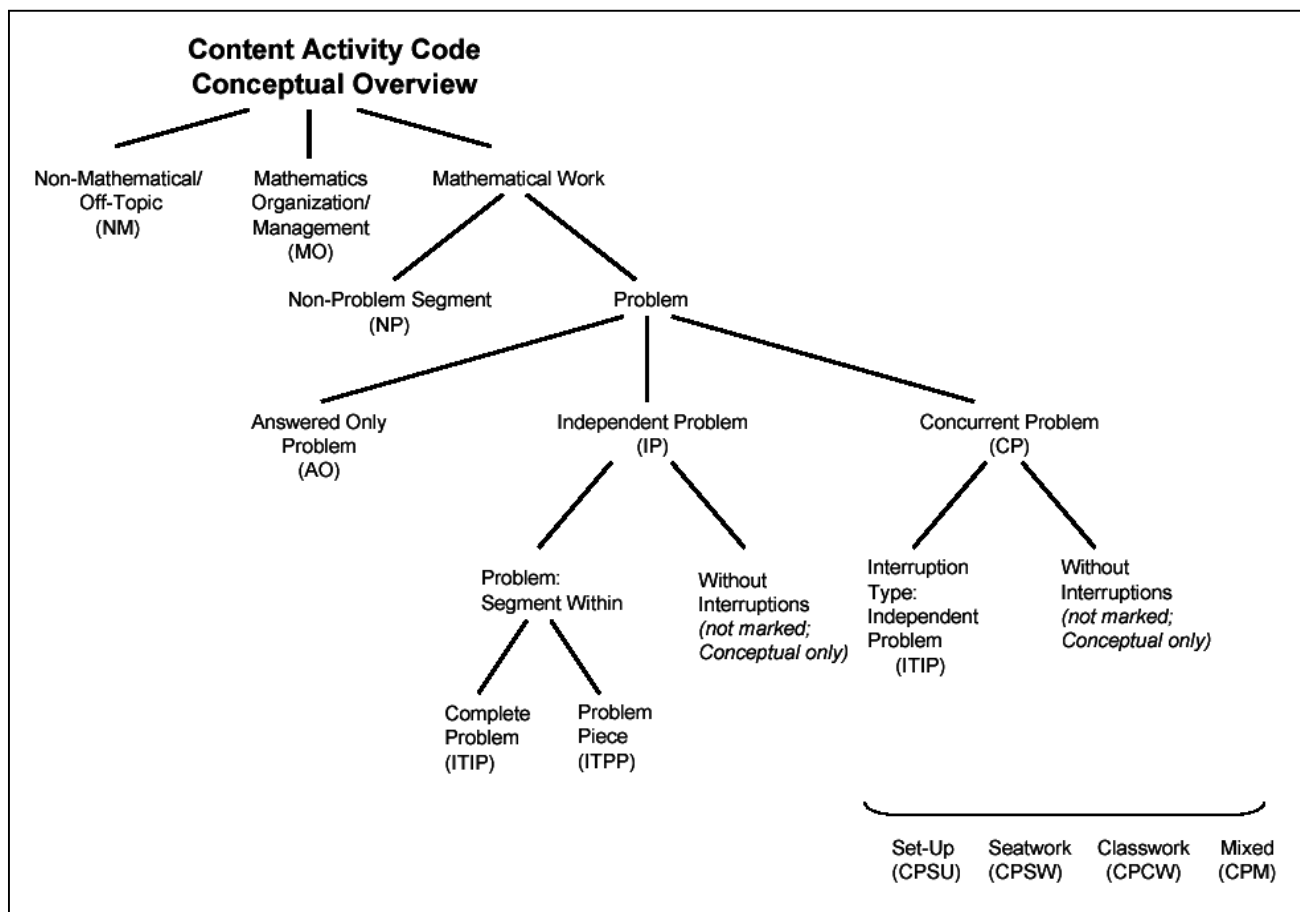 Content Activity Code
Conceptual Overview
Non-Mathematical/
Off-Topic
(NM)
Mathematics
Organization/
Management
(MO)
Mathematical Work
Non-Problem Segment
(NP)
Problem
Answered Only
Problem
(AO)
Independent Problem
(IP)
Concurrent Problem
(CP)
Problem:
Segment Within
Without
Interruptions
(not marked;
Conceptual only)
Interruption
Type:
Independent
Problem
(ITIP)
Without
Interruptions
(not marked;
Conceptual only)
Complete
Problem
(ITIP)
Problem
Piece
(ITPP)
Set-Up
(CPSU)
Seatwork
(CPSW)
Classwork
(CPCW)
Mixed
(CPM)